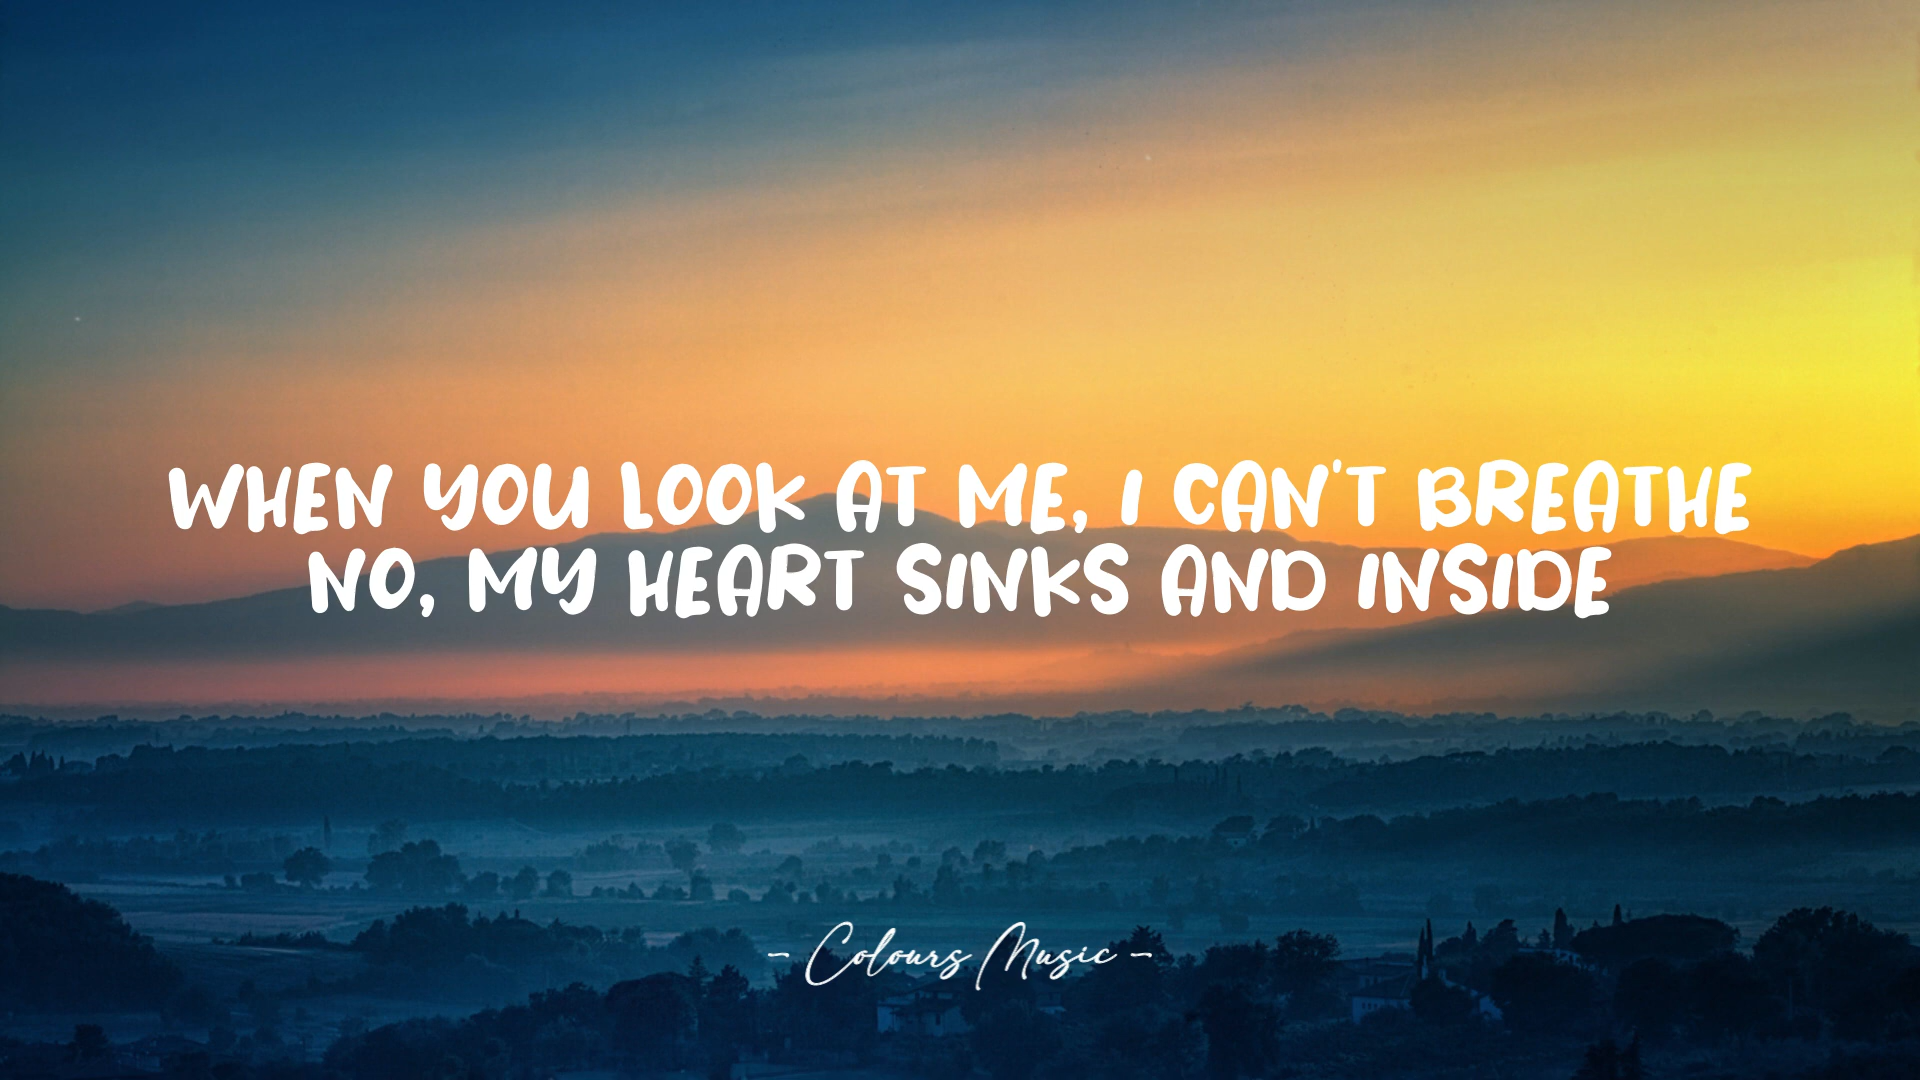 WHEN YOU LOOK AT ME, I CAN'T BREATHE
NO, MY HEART SINKS AND INSIDE
- Colours Music -